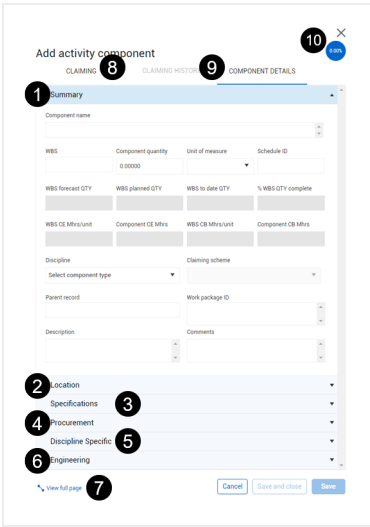 10
0.00%
Add activity component
CLAIMING 8 CLAIMING HISTOR 9 COMPONENT DETAILS
1 Summary
Component name
WBS Component quantity Unit of measure Schedule ID
0.00000
WBS forecast QTY WBS planned QTY WBS to date QTY % WBS QTY complete
WBS CE Mhrs/unit Component CE Mhrs WBS CB Mhrs/unit Component CB Mhrs
Discipline Claiming scheme
Select component type
Parent record Work package ID
Description Comments
2 Location
Specifications 3
4 Procurement
Discipline Specific 5
6 Engineering
View full page 7 Cancel Save and close Save